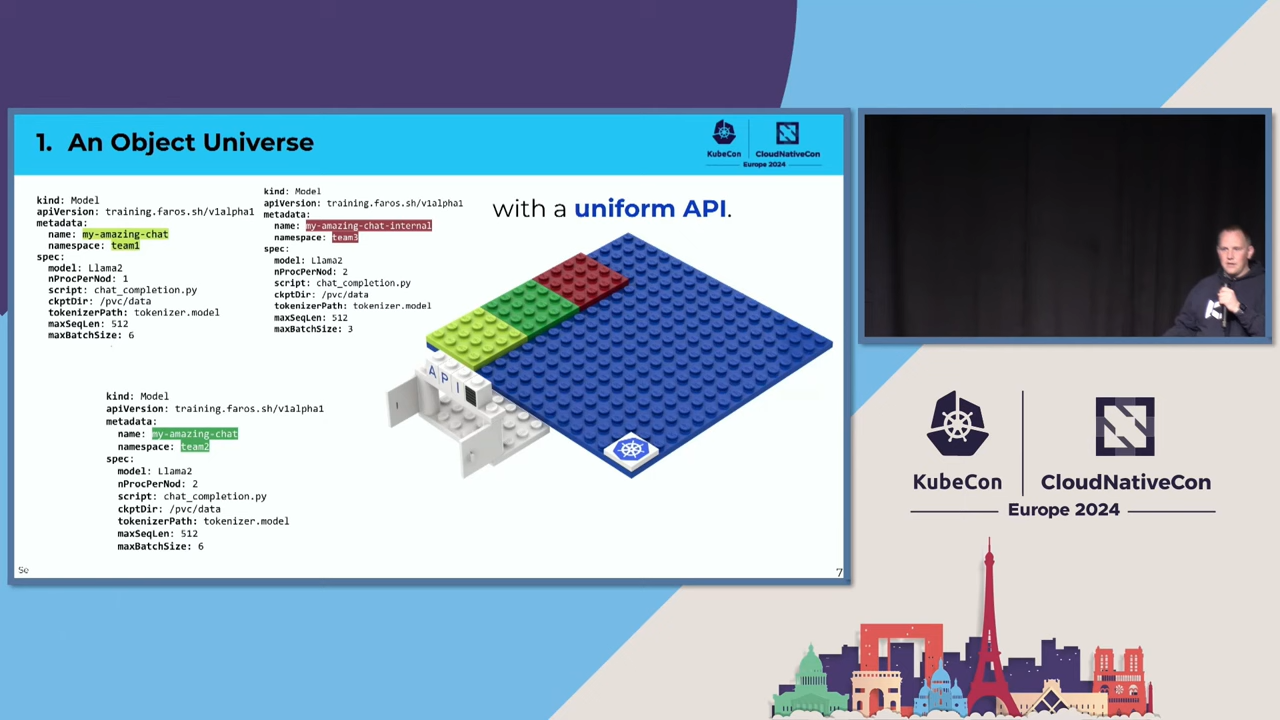 1. An Object Universe
KubeCon
CloudNativeCon
Europe 2024
kind: Model
apiVersion: training.faros.sh/v1alpha1
metadata:
name: my-amazing-chat
namespace: team1
spec:
model: Llama2
nProcPerNod: 1
script: chat_completion.py
ckptDir: /pvc/data
tokenizerPath: tokenizer.model
maxSeqLen: 512
maxBatchSize: 6
kind: Model
apiVersion: training.faros.sh/v1alpha1
metadata:
name: my-amazing-chat-internal
namespace: team3
spec:
model: Llama2
nProcPerNod: 2
script: chat_completion.py
ckptDir: /pvc/data
tokenizerPath: tokenizer.model
maxSeqLen: 512
maxBatchSize: 3
with a uniform API.
API
kind: Model
apiVersion: training.faros.sh/v1alpha1
metadata:
name: my-amazing-chat
namespace: team2
spec:
model: Llama2
nProcPerNod: 2
script: chat_completion.py
ckptDir: /pvc/data
tokenizerPath: tokenizer.model
maxSeqLen: 512
maxBatchSize: 6
Se
7
KubeCon
CloudNativeCon
Europe 2024